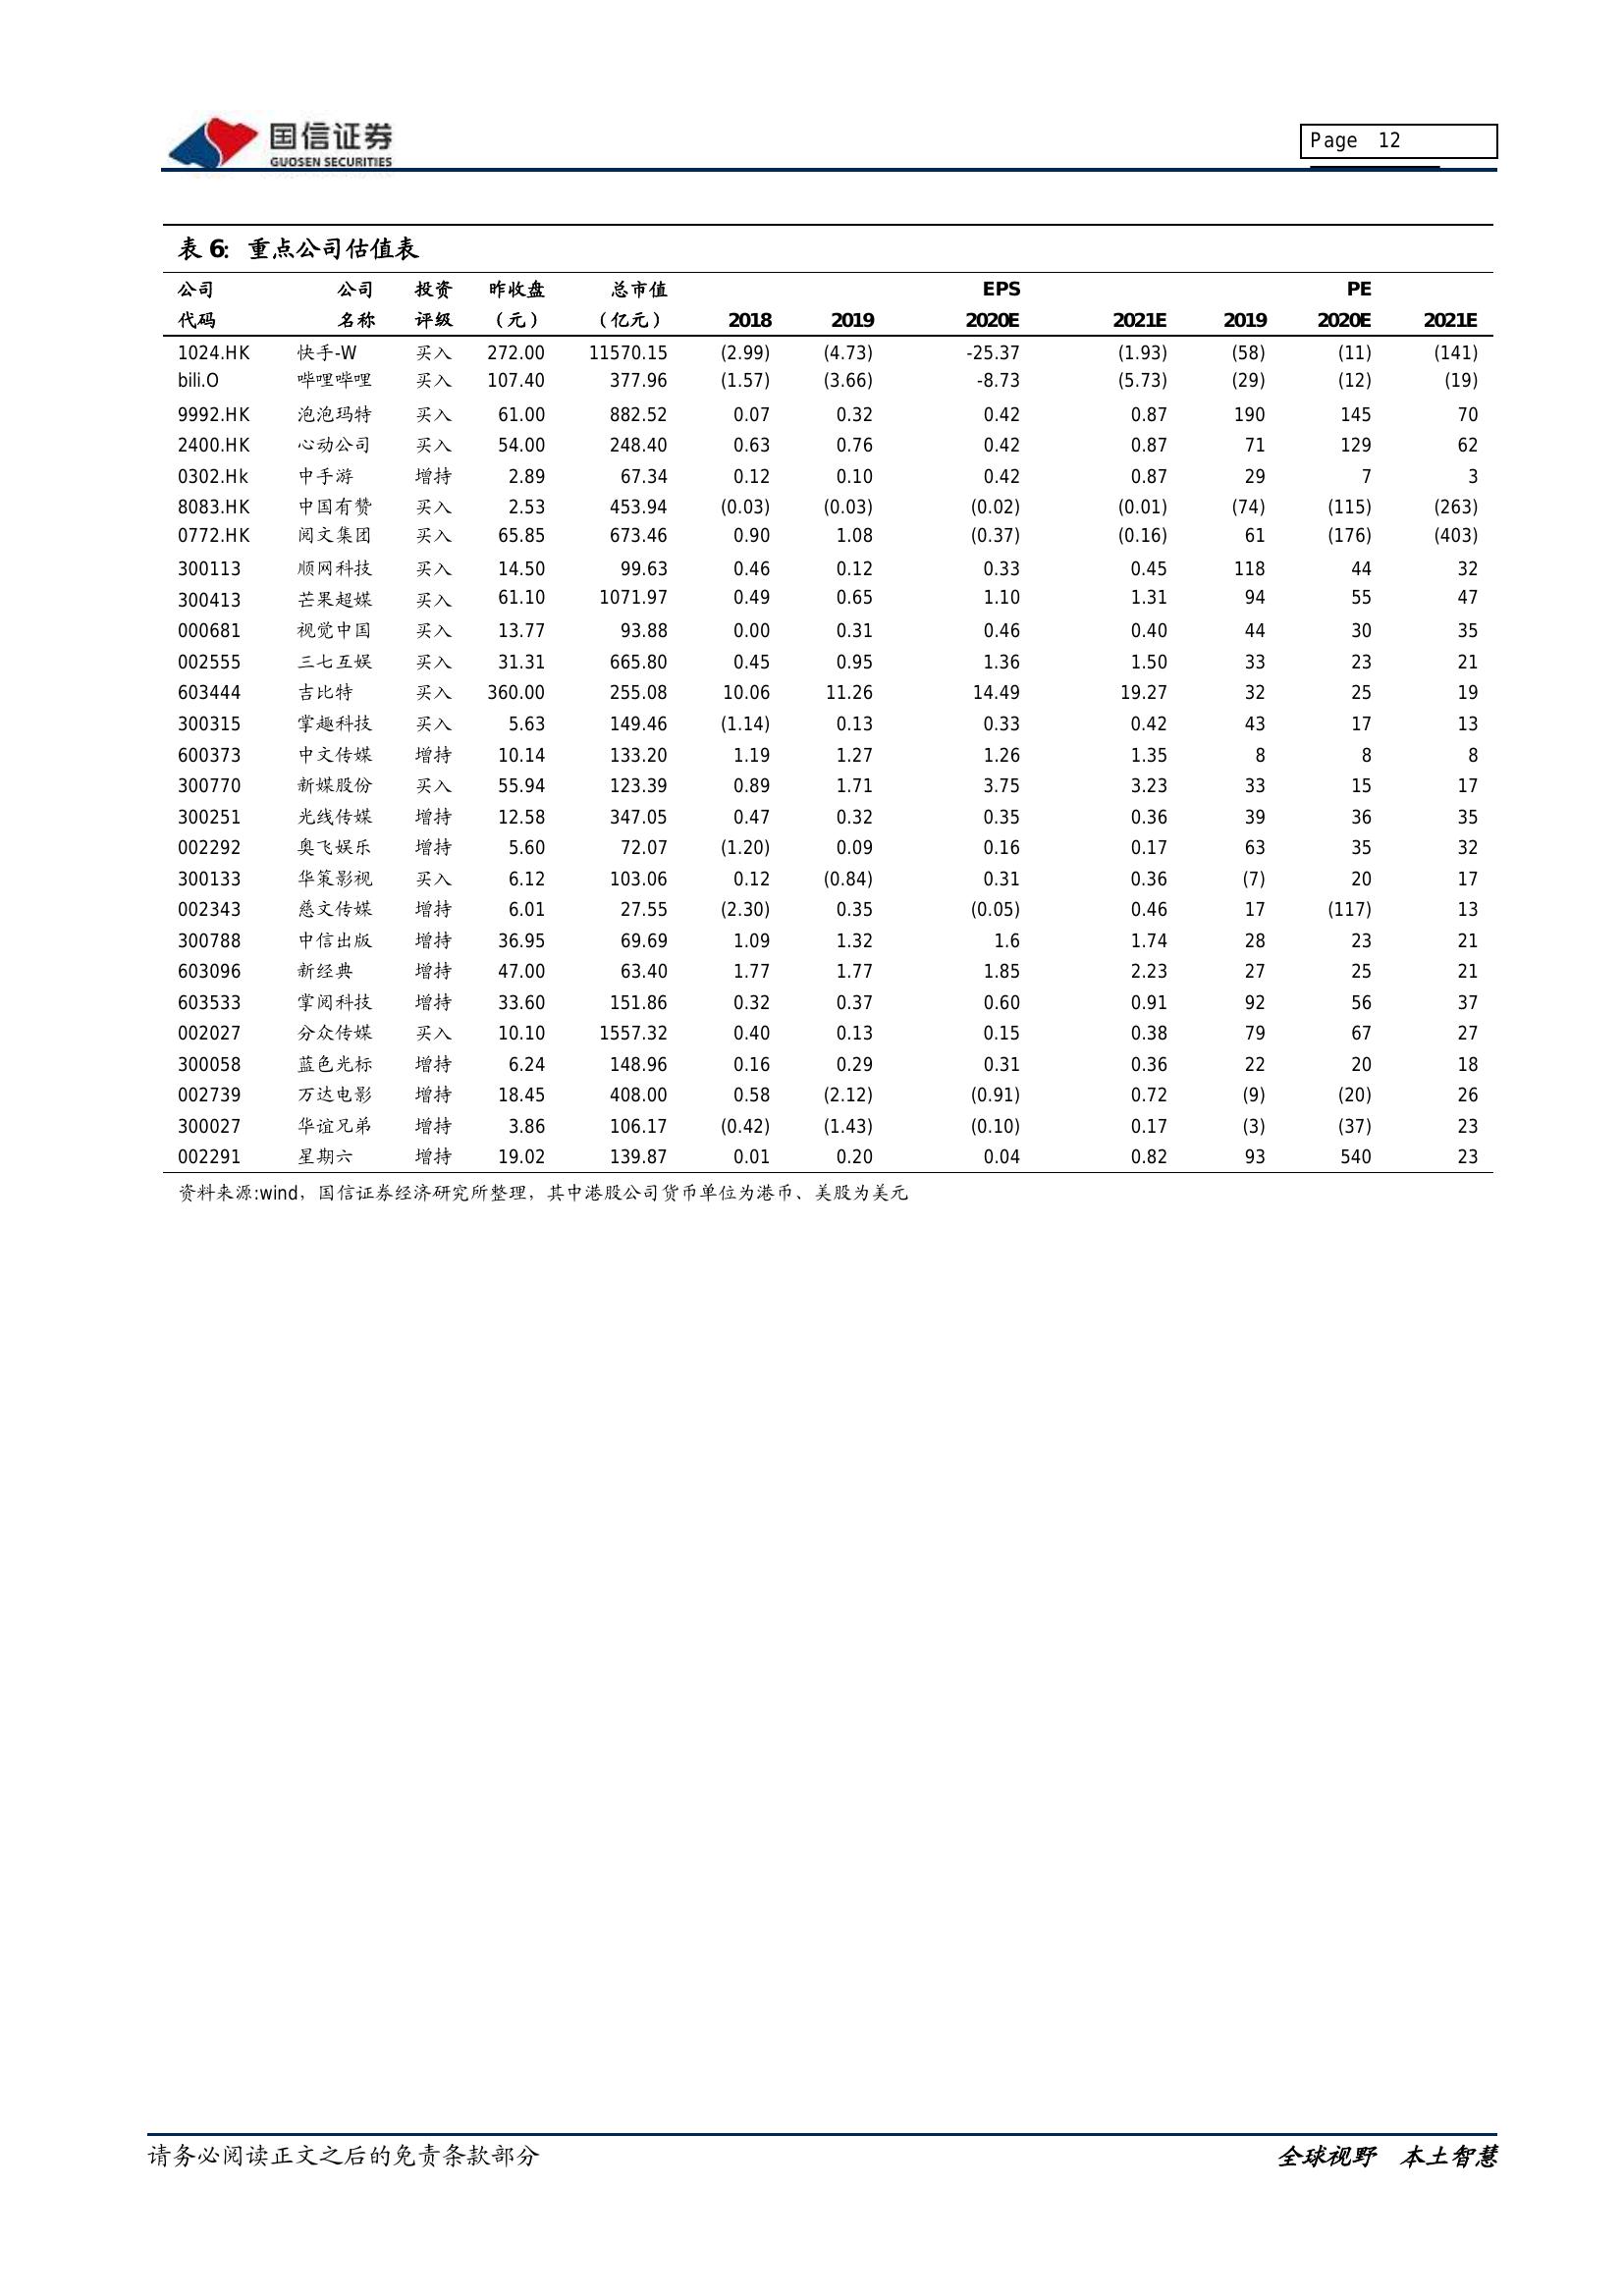 国信证券
GUOSEN SECURITIES
Page 12
表 6: 重点公司估值表
公司 公司 投资 昨收盘 总市值 EPS PE
代码 名称 评级 （元） （亿元） 2018 2019 2020E 2021E 2019 2020E 2021E
1024.HK 快手-W 买入 272.00 11570.15 (2.99) (4.73) -25.37 (1.93) (58) (11) (141)
bili.O 哔哩哔哩 买入 107.40 377.96 (1.57) (3.66) -8.73 (5.73) (29) (12) (19)
9992.HK 泡泡玛特 买入 61.00 882.52 0.07 0.32 0.42 0.87 190 145 70
2400.HK 心动公司 买入 54.00 248.40 0.63 0.76 0.42 0.87 71 129 62
0302.Hk 中手游 增持 2.89 67.34 0.12 0.10 0.42 0.87 29 7 3
8083.HK 中国有赞 买入 2.53 453.94 (0.03) (0.03) (0.02) (0.01) (74) (115) (263)
0772.HK 阅文集团 买入 65.85 673.46 0.90 1.08 (0.37) (0.16) 61 (176) (403)
300113 顺网科技 买入 14.50 99.63 0.46 0.12 0.33 0.45 118 44 32
300413 芒果超媒 买入 61.10 1071.97 0.49 0.65 1.10 1.31 94 55 47
000681 视觉中国 买入 13.77 93.88 0.00 0.31 0.46 0.40 44 30 35
002555 三七互娱 买入 31.31 665.80 0.45 0.95 1.36 1.50 33 23 21
603444 吉比特 买入 360.00 255.08 10.06 11.26 14.49 19.27 32 25 19
300315 掌趣科技 买入 5.63 149.46 (1.14) 0.13 0.33 0.42 43 17 13
600373 中文传媒 增持 10.14 133.20 1.19 1.27 1.26 1.35 8 8 8
300770 新媒股份 买入 55.94 123.39 0.89 1.71 3.75 3.23 33 15 17
300251 光线传媒 增持 12.58 347.05 0.47 0.32 0.35 0.36 39 36 35
002292 奥飞娱乐 增持 5.60 72.07 (1.20) 0.09 0.16 0.17 63 35 32
300133 华策影视 买入 6.12 103.06 0.12 (0.84) 0.31 0.36 (7) 20 17
002343 慈文传媒 增持 6.01 27.55 (2.30) 0.35 (0.05) 0.46 17 (117) 13
300788 中信出版 增持 36.95 69.69 1.09 1.32 1.6 1.74 28 23 21
603096 新经典 增持 47.00 63.40 1.77 1.77 1.85 2.23 27 25 21
603533 掌阅科技 增持 33.60 151.86 0.32 0.37 0.60 0.91 92 56 37
002027 分众传媒 买入 10.10 1557.32 0.40 0.13 0.15 0.38 79 67 27
300058 蓝色光标 增持 6.24 148.96 0.16 0.29 0.31 0.36 22 20 18
002739 万达电影 增持 18.45 408.00 0.58 (2.12) (0.91) 0.72 (9) (20) 26
300027 华谊兄弟 增持 3.86 106.17 (0.42) (1.43) (0.10) 0.17 (3) (37) 23
002291 星期六 增持 19.02 139.87 0.01 0.20 0.04 0.82 93 540 23
资料来源:wind，国信证券经济研究所整理，其中港股公司货币单位为港币、美股为美元
请务必阅读正文之后的免责条款部分 全球视野 本土智慧